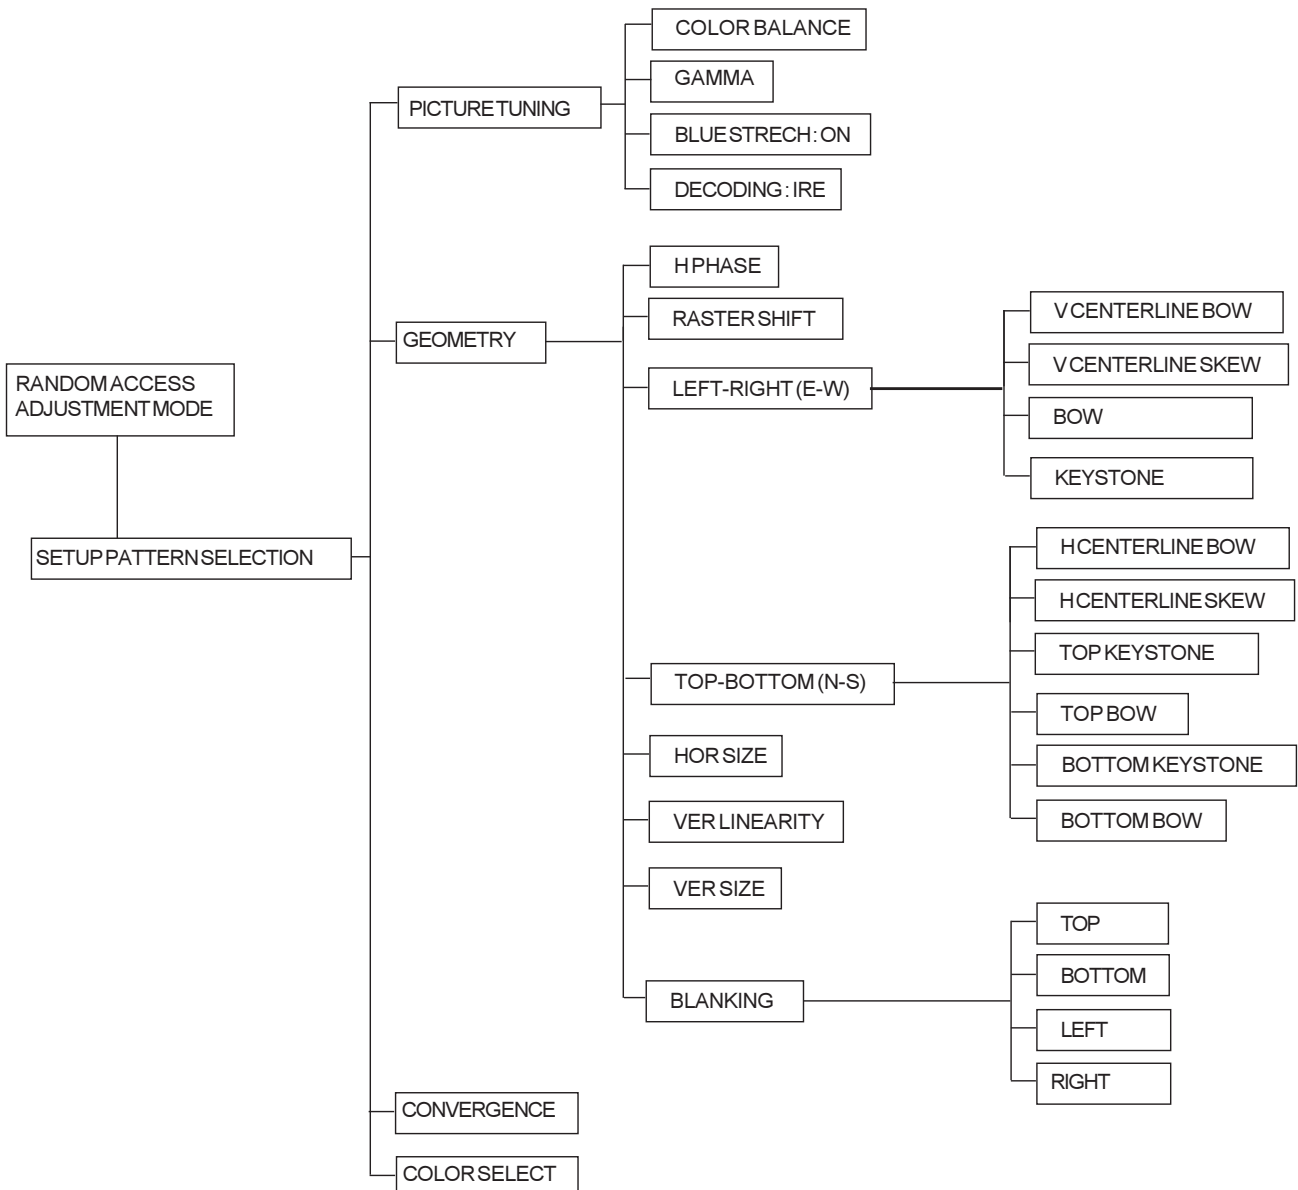 RANDOM ACCESS
ADJUSTMENT MODE
SETUP PATTERN SELECTION
PICTURE TUNING
COLOR BALANCE
GAMMA
BLUE STRECH : ON
DECODING : IRE
GEOMETRY
H PHASE
RASTER SHIFT
LEFT-RIGHT (E-W)
V CENTERLINE BOW
V CENTERLINE SKEW
BOW
KEYSTONE
TOP-BOTTOM (N-S)
H CENTERLINE BOW
H CENTERLINE SKEW
TOP KEYSTONE
TOP BOW
BOTTOM KEYSTONE
BOTTOM BOW
HOR SIZE
VER LINEARITY
VER SIZE
BLANKING
TOP
BOTTOM
LEFT
RIGHT
CONVERGENCE
COLOR SELECT